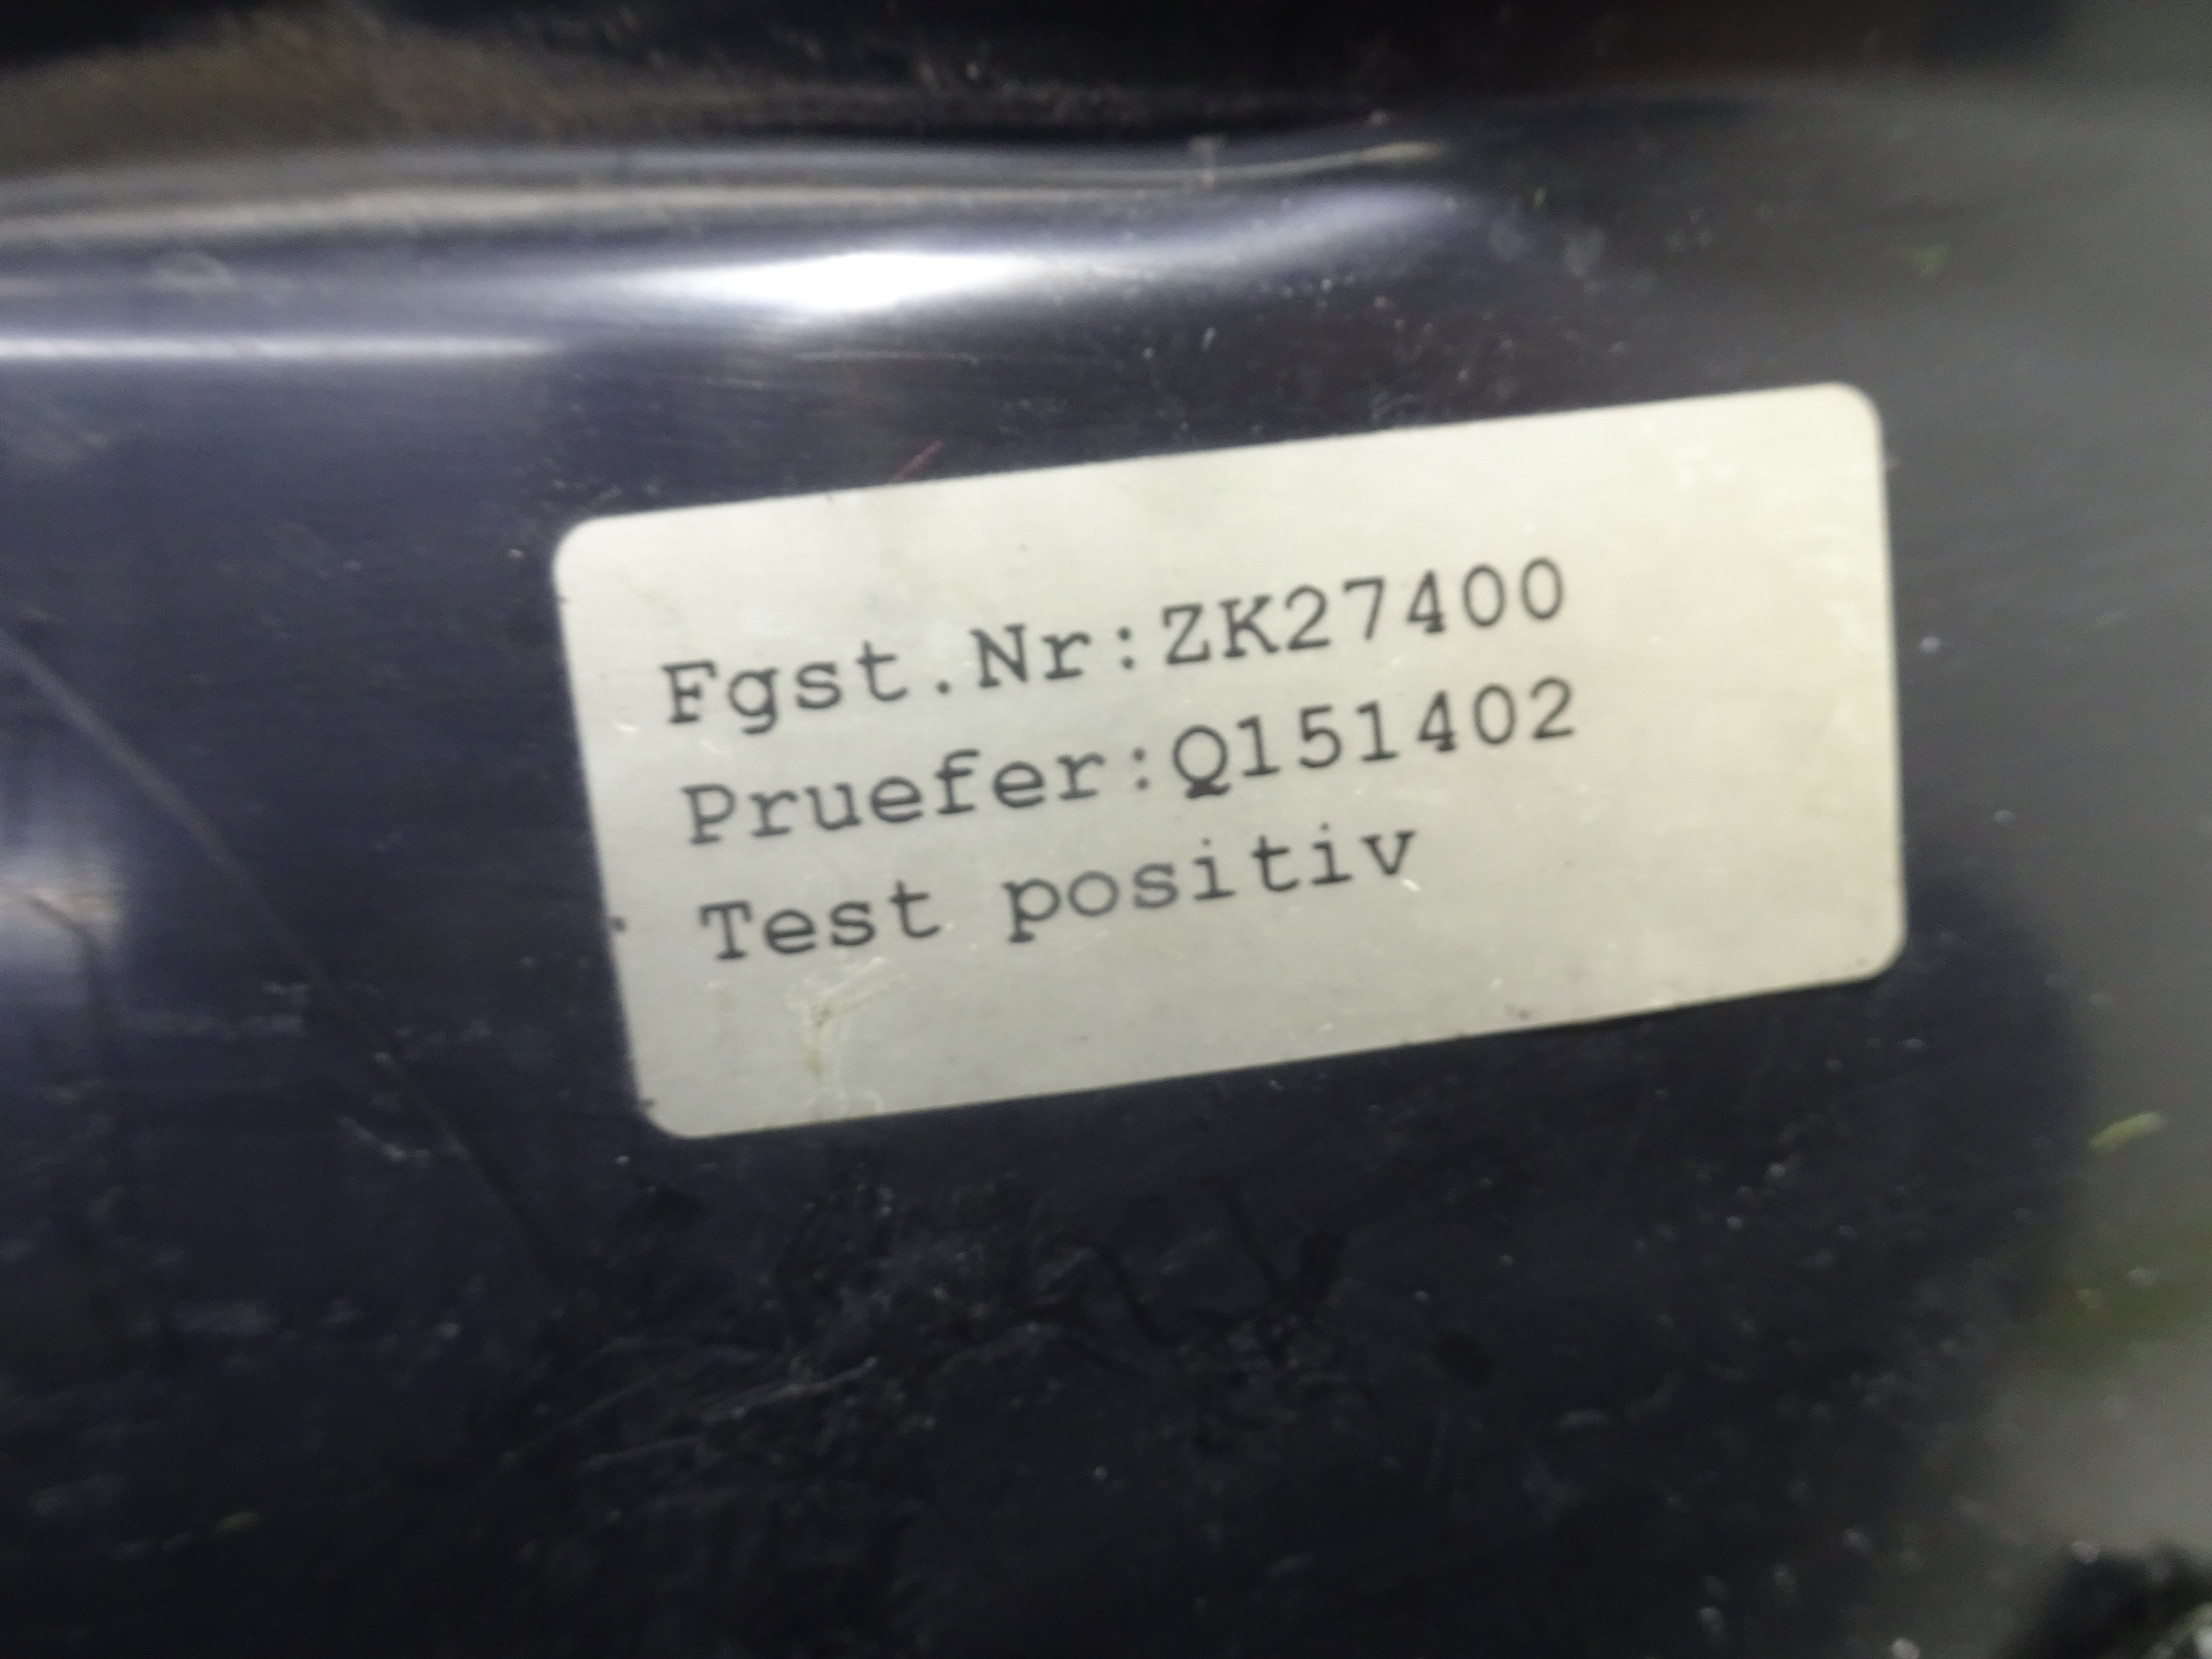 Fgst.Nr:ZK27400
Pruefer:Q151402
Test positiv